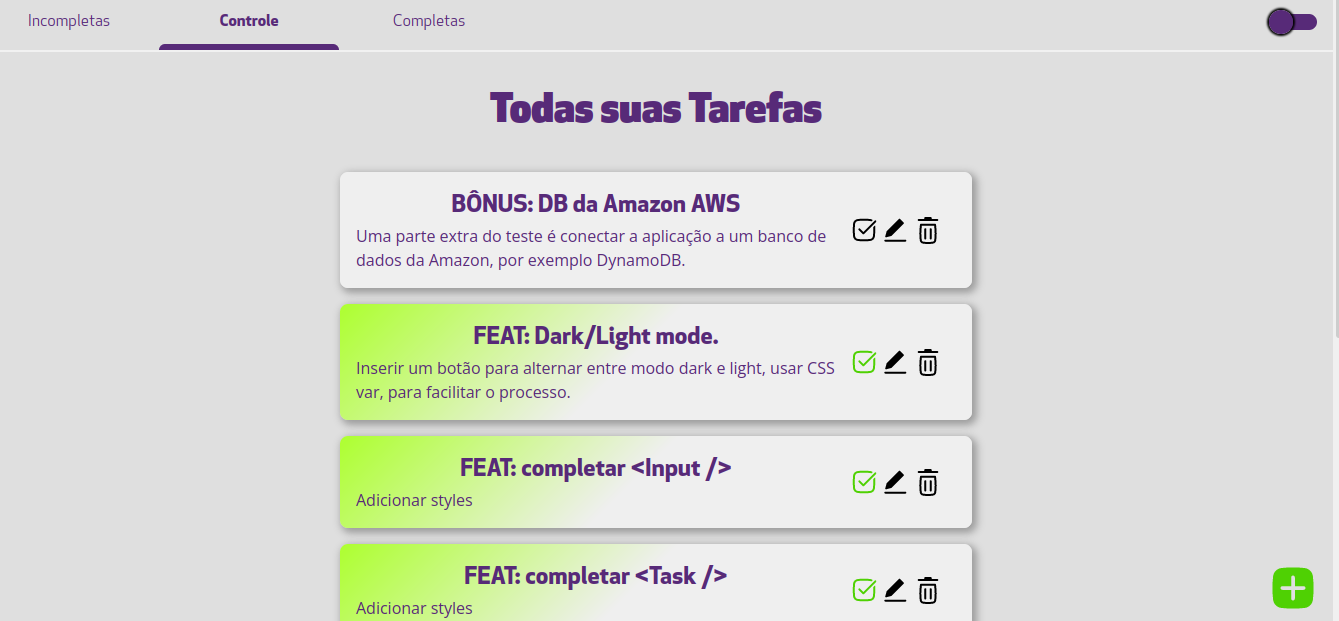 Incompletas
Controle
Completas
Todas suas Tarefas
BÔNUS: DB da Amazon AWS
Uma parte extra do teste é conectar a aplicação a um banco de
dados da Amazon, por exemplo DynamoDB.
FEAT: Dark/Light mode.
Inserir um botão para alternar entre modo dark e light, usar CSS
var, para facilitar o processo.
FEAT: completar <Input />
Adicionar styles
FEAT: completar <Task />
Adicionar styles